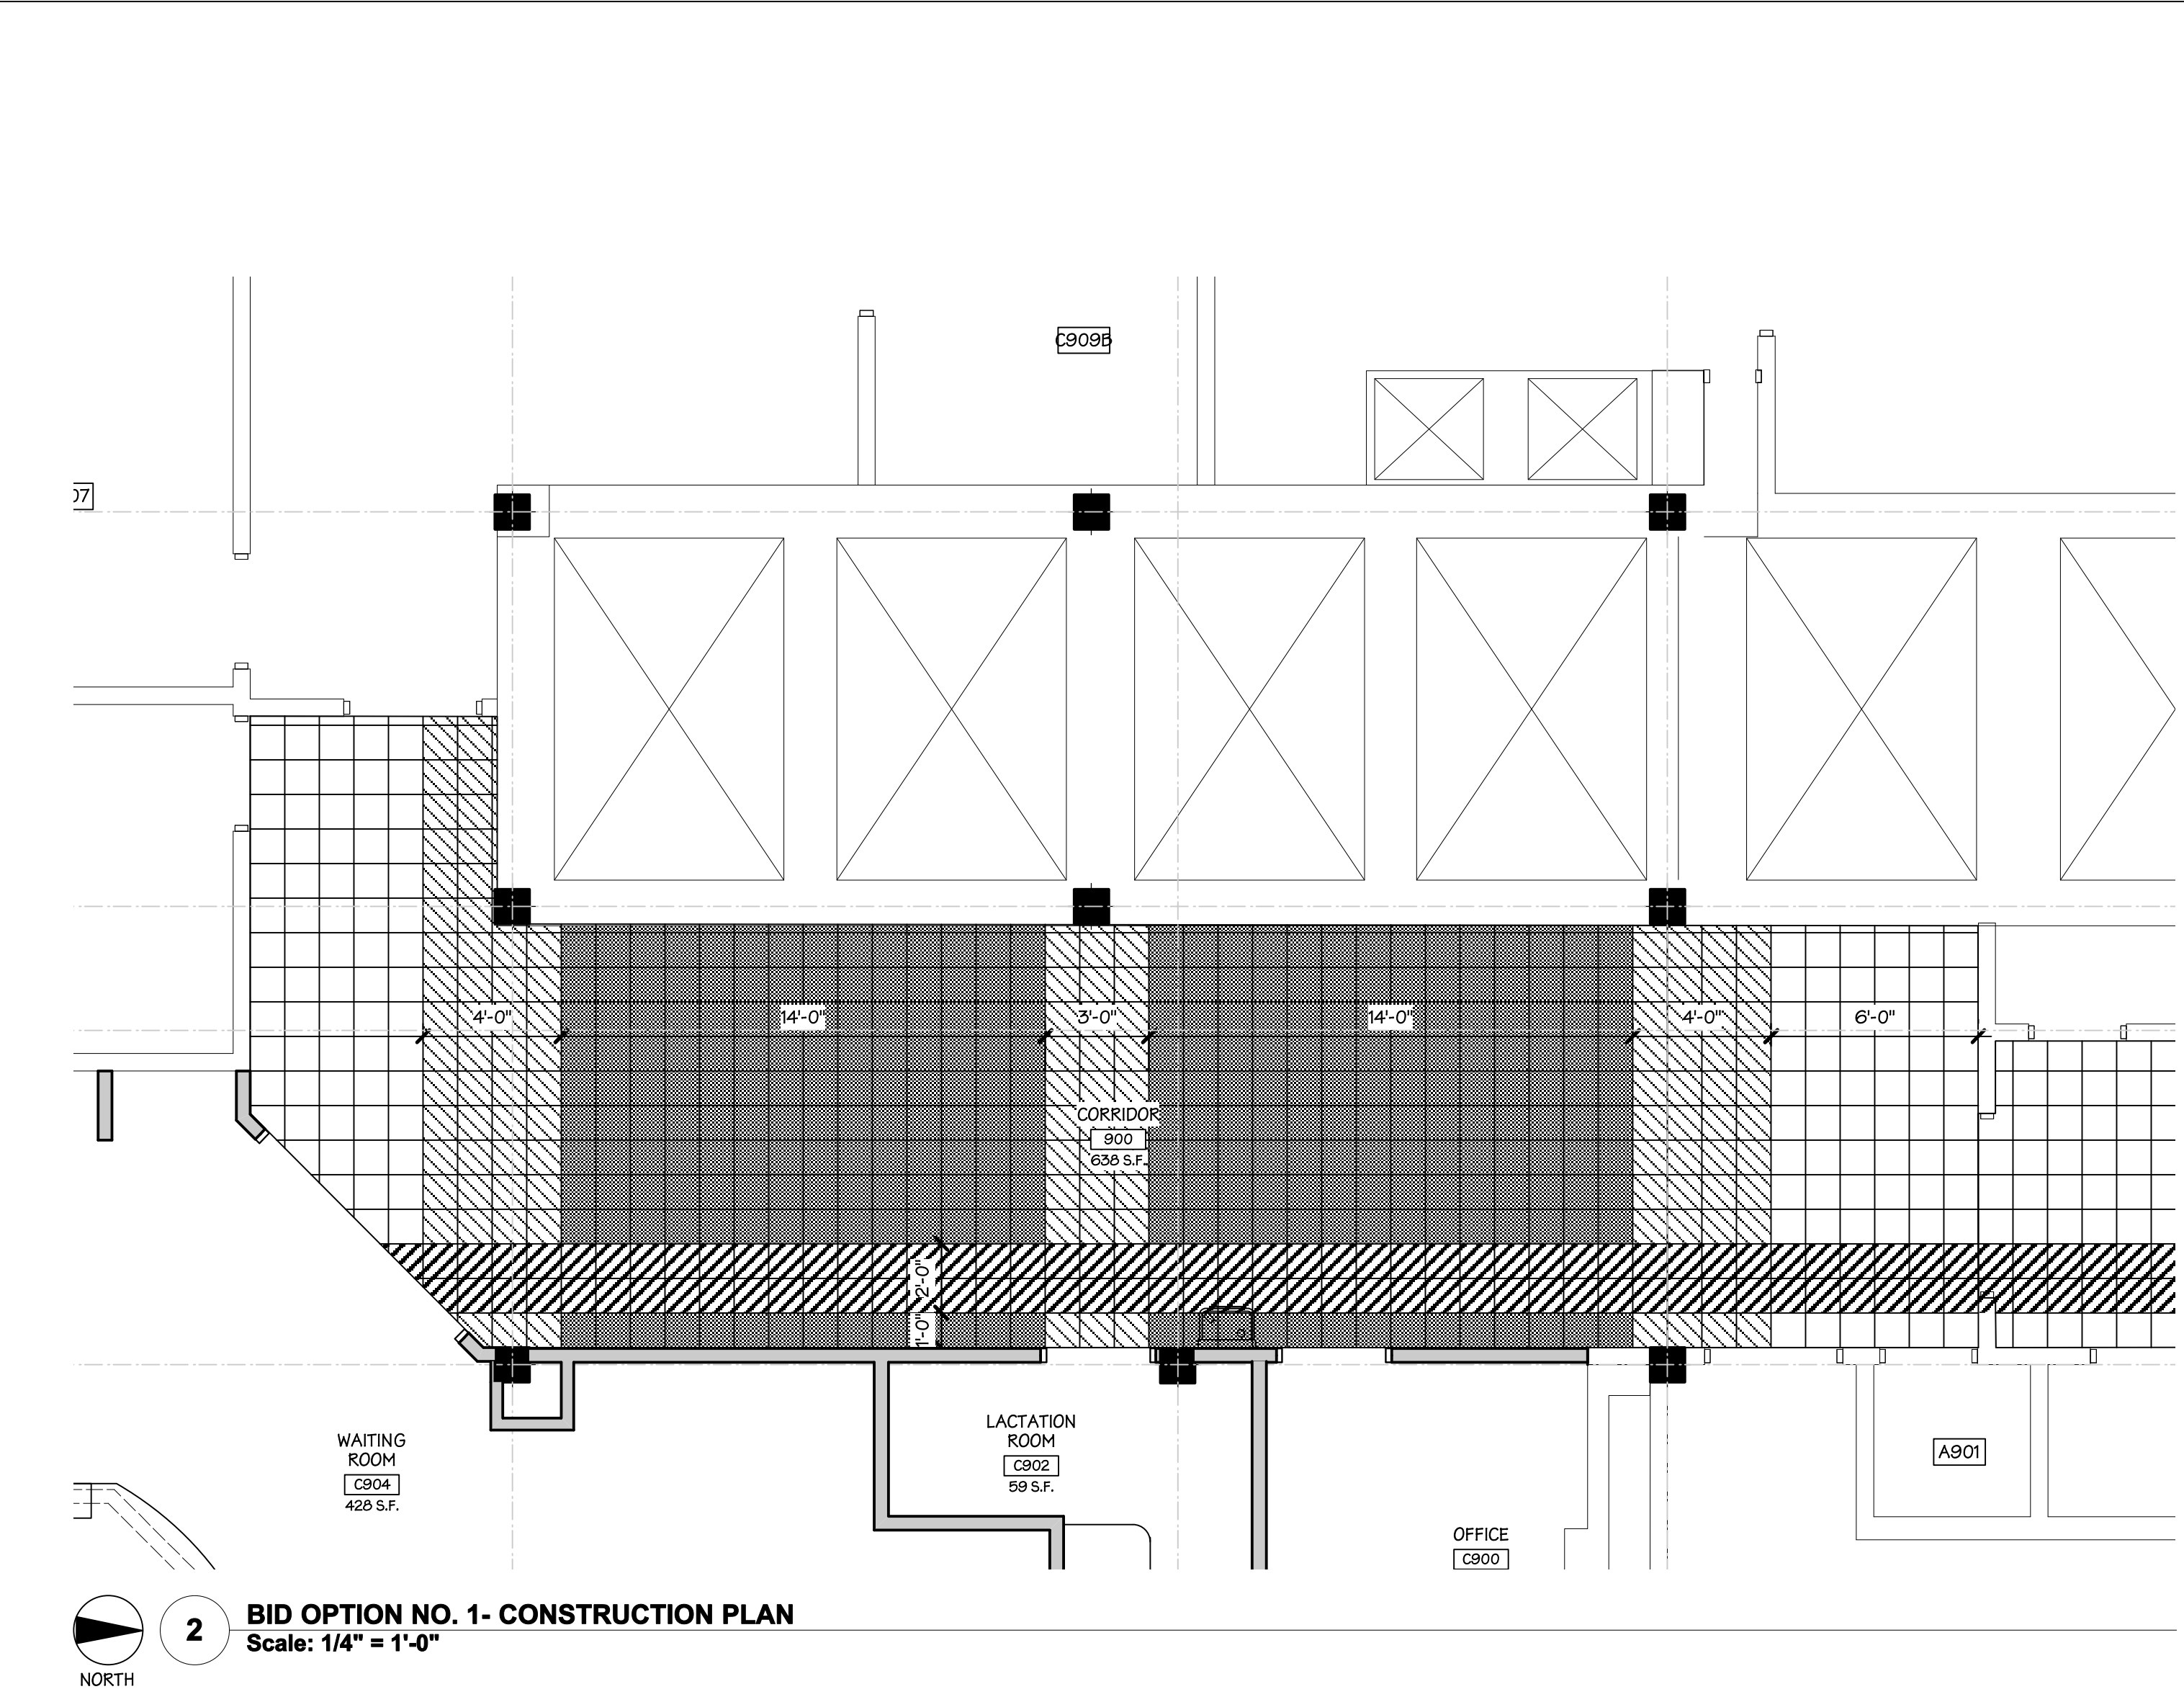 C909B
07
4'-0"
14'-0"
3'-0"
14'-0"
4'-0"
6'-0"
CORRIDOR
900
638 S.F.
2'-0"
1'-0"
WAITING
ROOM
C904
428 S.F.
LACTATION
ROOM
C902
59 S.F.
A901
OFFICE
C900
2
BID OPTION NO. 1- CONSTRUCTION PLAN
Scale: 1/4" = 1'-0"
NORTH